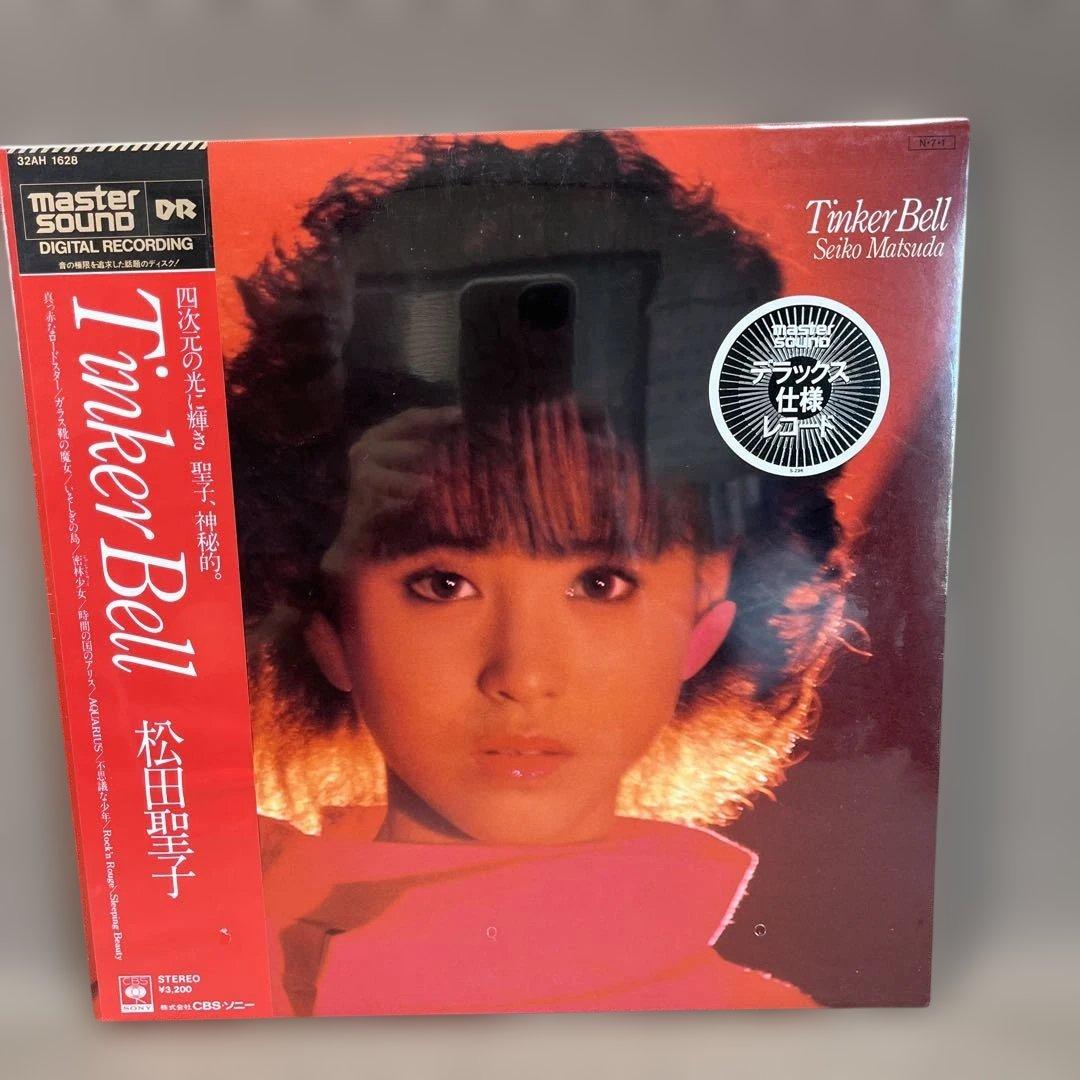 32AH 1628
master
sound
DR
DIGITAL RECORDING
音の極限を追求した話題のディスク!
Tinker Bell
松田聖子
四次元の光に輝き 聖子、神秘的。
真っ赤なロードスター/ガラス靴の魔女/いそしぎの島/密林少女/時間の国のアリス/AQUARIUS/不思議な少年/Rock'n Rouge/Sleeping Beauty
CBS
SONY
STEREO
¥3,200
株式会社CBS・ソニー
N・7・1
Tinker Bell
Seiko Matsuda
master
sound
デラックス
仕様
レコード